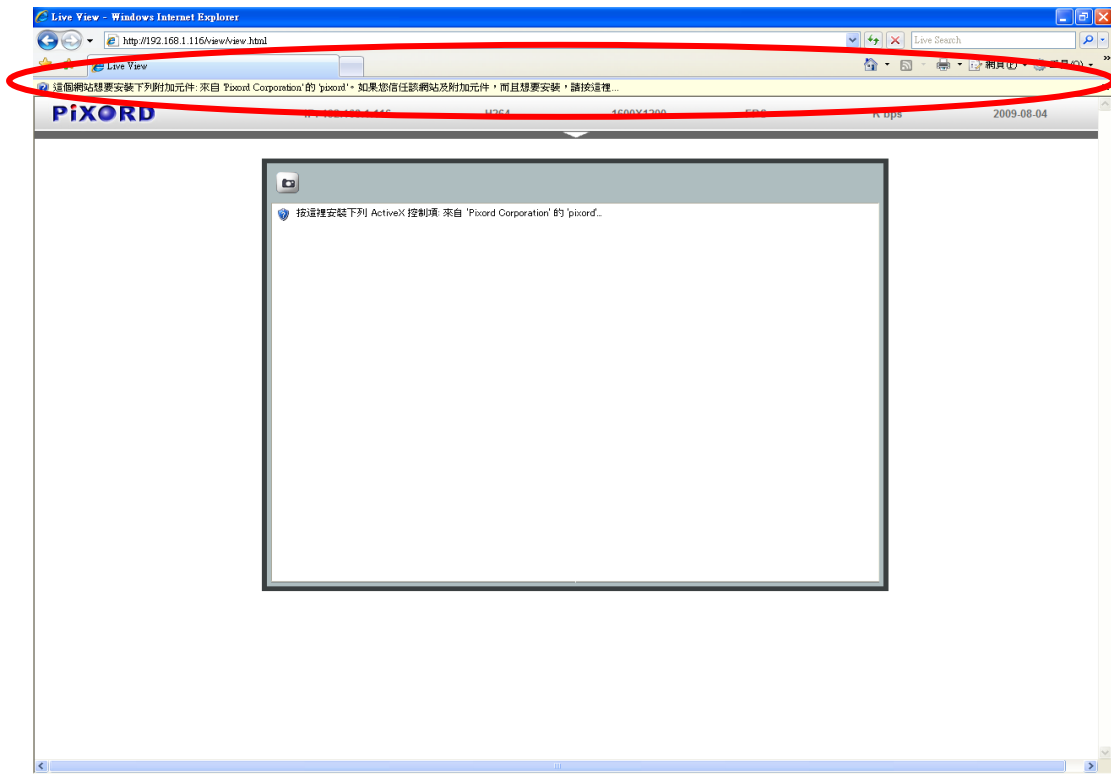 Live View - Windows Internet Explorer
http://192.168.1.116/view/view.html
Live Search
Live View
網頁(P)
這個網站想要安裝下列附加元件: 來自 'Pixord Corporation' 的 'pixord'。如果您信任該網站及附加元件,而且想要安裝,請按這裡...
PiXORD
H264
1600X1200
K bps
2009-08-04
按這裡安裝下列 ActiveX 控制項: 來自 'Pixord Corporation' 的 'pixord'...